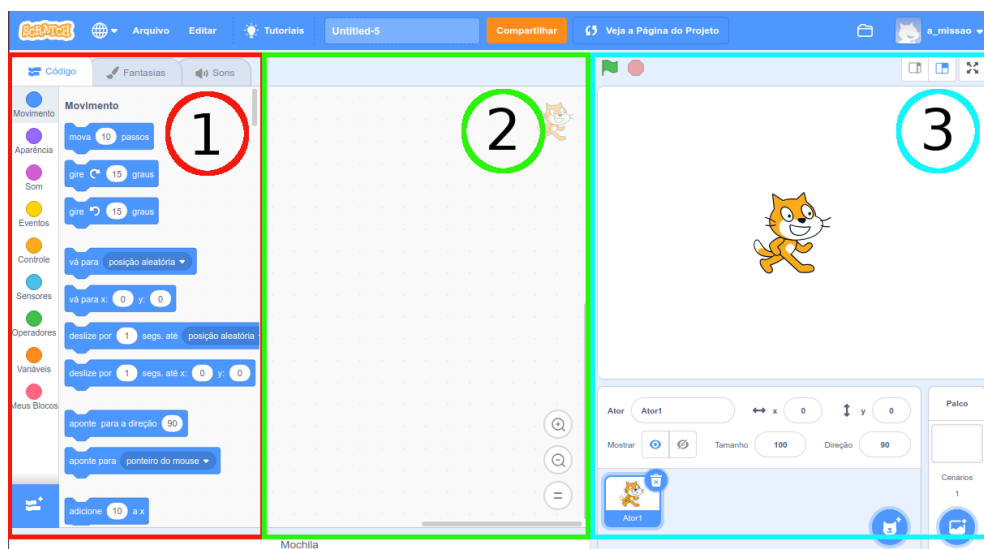 SCRATCH Arquivo Editar Tutoriais Untitled-5 Compartilhar Veja a Página do Projeto a_missao
Código Fantasias Sons
Movimento
Aparência
Som
Eventos
Controle
Sensores
Operadores
Variáveis
Meus Blocos
Movimento
mova 10 passos
gire 15 graus
gire 15 graus
vá para posição aleatória
vá para x: 0 y: 0
deslize por 1 segs. até posição aleatória
deslize por 1 segs. até x: 0 y: 0
aponte para a direção 90
aponte para ponteiro do mouse
adicione 10 a x
1
2
3
Ator Ator1 x 0 y 0
Mostrar Tamanho 100 Direção 90
Ator1
Palco
Cenários
1
Mochila